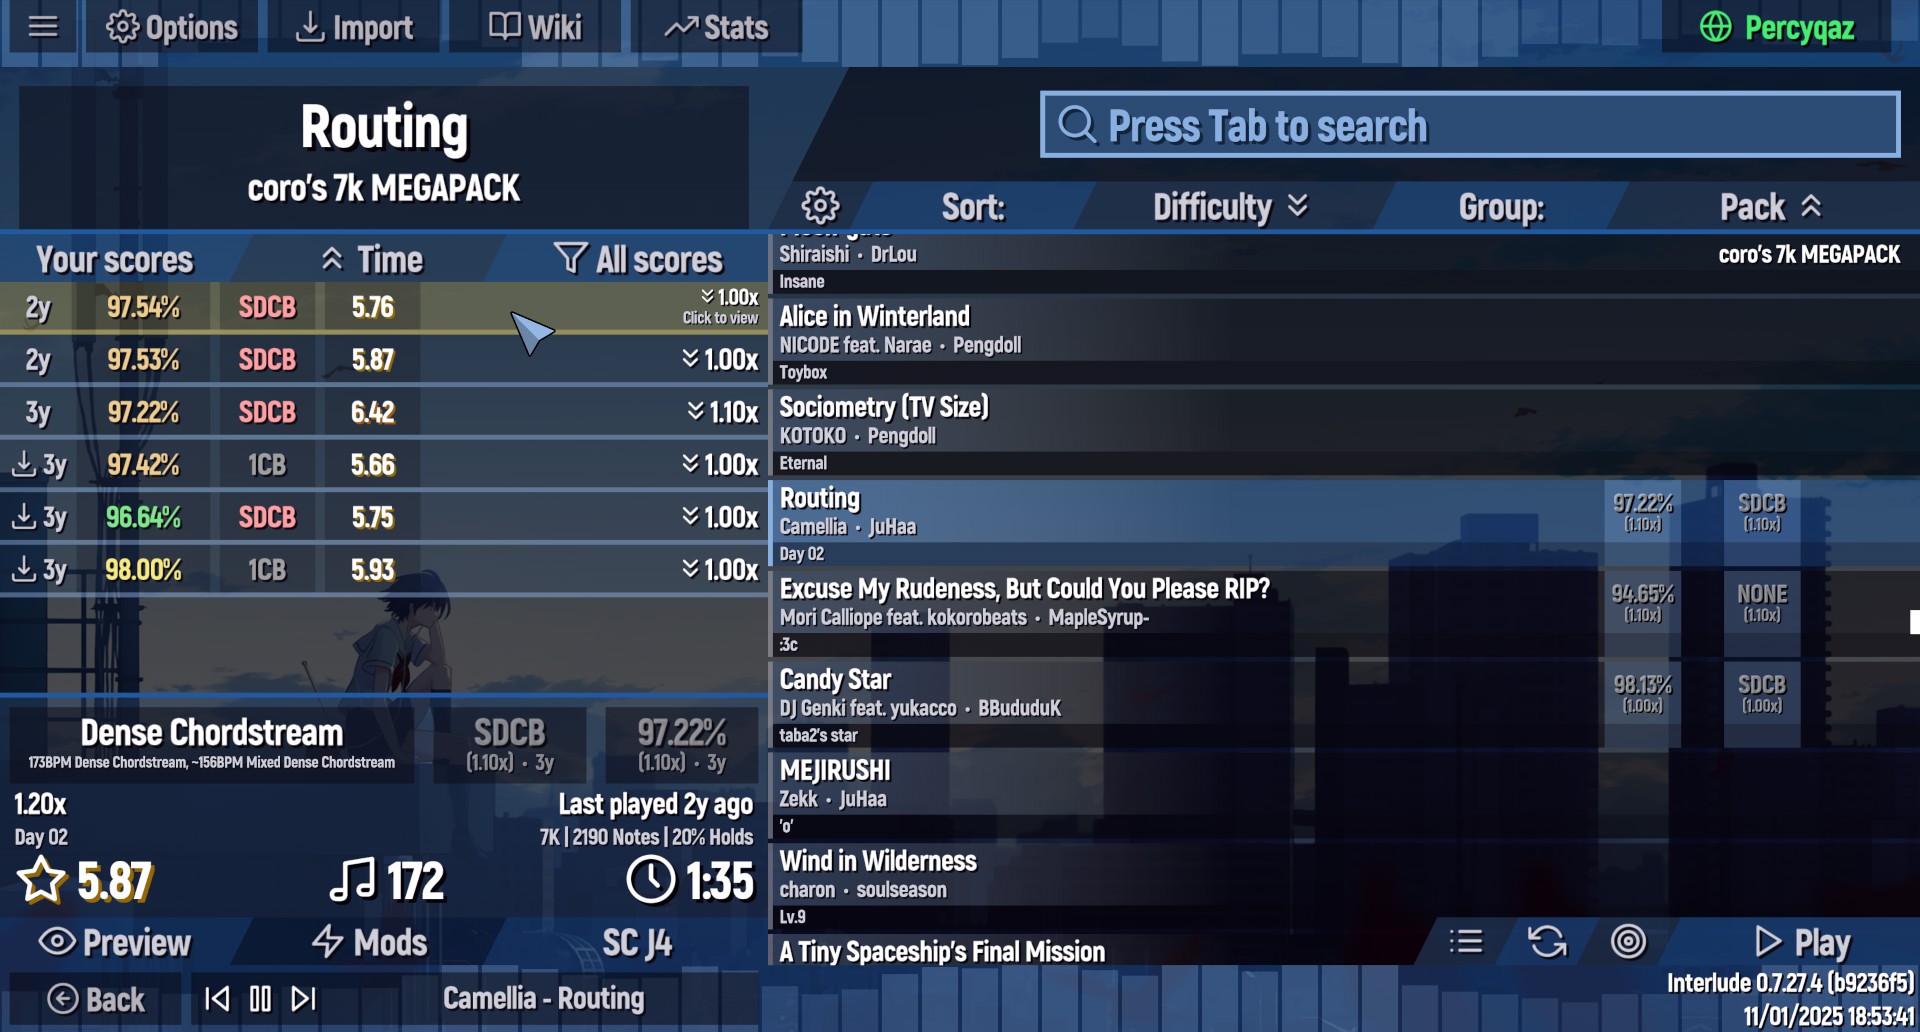 Options
Import
Wiki
Stats
Percyqaz
Routing
coro's 7k MEGAPACK
Press Tab to search
Sort:
Difficulty
Group:
Pack
Your scores
Time
All scores
2y 97.54% SDCB 5.76 1.00x
Click to view
2y 97.53% SDCB 5.87 1.00x
3y 97.22% SDCB 6.42 1.10x
3y 97.42% 1CB 5.66 1.00x
3y 96.64% SDCB 5.75 1.00x
3y 98.00% 1CB 5.93 1.00x
Dense Chordstream
173BPM Dense Chordstream, ~156BPM Mixed Dense Chordstream
SDCB
(1.10x) · 3y
97.22%
(1.10x) · 3y
1.20x
Last played 2y ago
Day 02
7K | 2190 Notes | 20% Holds
5.87
172
1:35
Preview
Mods
SC J4
Back
Camellia - Routing
Shiraishi · DrLou
coro's 7k MEGAPACK
Insane
Alice in Winterland
NICODE feat. Narae · Pengdoll
Toybox
Sociometry (TV Size)
KOTOKO · Pengdoll
Eternal
Routing
Camellia · JuHaa
Day 02
97.22%
(1.10x)
SDCB
(1.10x)
Excuse My Rudeness, But Could You Please RIP?
Mori Calliope feat. kokorobeats · MapleSyrup-
:3c
94.65%
(1.10x)
NONE
(1.10x)
Candy Star
DJ Genki feat. yukacco · BBududuK
taba2's star
98.13%
(1.00x)
SDCB
(1.00x)
MEJIRUSHI
Zekk · JuHaa
'o'
Wind in Wilderness
charon · soulseason
Lv.9
A Tiny Spaceship's Final Mission
Play
Interlude 0.7.27.4 (b9236f5)
11/01/2025 18:53:41